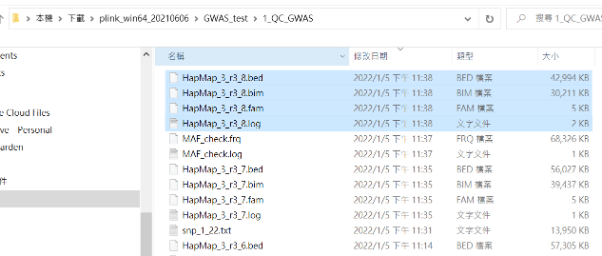 本機 › 下載 › plink_win64_20210606 › GWAS_test › 1_QC_GWAS
搜尋 1_QC_GWAS
ents
ts
e Cloud Files
ve Personal
arden
件
名稱 修改日期 類型 大小
HapMap_3_r3_8.bed 2022/1/5 下午 11:38 BED 檔案 42,994 KB
HapMap_3_r3_8.bim 2022/1/5 下午 11:38 BIM 檔案 30,211 KB
HapMap_3_r3_8.fam 2022/1/5 下午 11:38 FAM 檔案 5 KB
HapMap_3_r3_8.log 2022/1/5 下午 11:38 文字文件 2 KB
MAF_check.frq 2022/1/5 下午 11:37 FRQ 檔案 68,326 KB
MAF_check.log 2022/1/5 下午 11:37 文字文件 1 KB
HapMap_3_r3_7.bed 2022/1/5 下午 11:35 BED 檔案 56,027 KB
HapMap_3_r3_7.bim 2022/1/5 下午 11:35 BIM 檔案 39,437 KB
HapMap_3_r3_7.fam 2022/1/5 下午 11:35 FAM 檔案 5 KB
HapMap_3_r3_7.log 2022/1/5 下午 11:35 文字文件 1 KB
snp_1_22.txt 2022/1/5 下午 11:31 文字文件 13,950 KB
HapMap_3_r3_6.bed 2022/1/5 下午 11:14 BED 檔案 57,305 KB